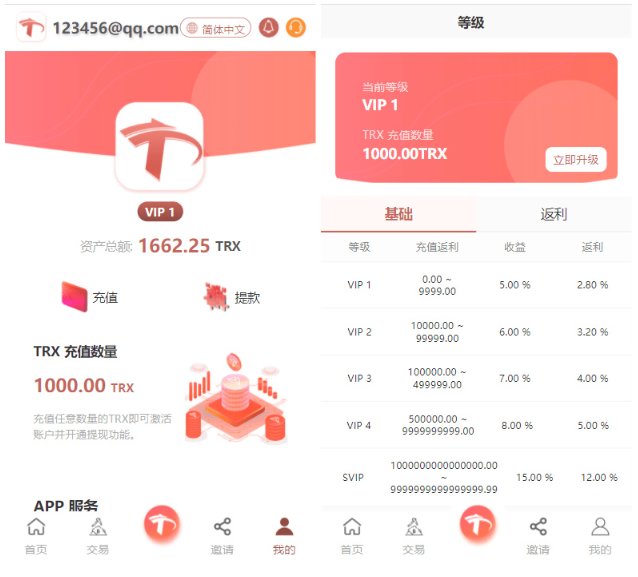 123456@qq.com 简体中文
VIP 1
资产总额: 1662.25 TRX
充值 提款
TRX 充值数量
1000.00 TRX
充值任意数量的TRX即可激活
账户并开通提现功能。
APP 服务
首页 交易 邀请 我的
等级
当前等级
VIP 1
TRX 充值数量
1000.00TRX
立即升级
基础 返利
等级 充值返利 收益 返利
VIP 1 0.00 ~ 9999.00 5.00 % 2.80 %
VIP 2 10000.00 ~ 99999.00 6.00 % 3.20 %
VIP 3 100000.00 ~ 499999.00 7.00 % 4.00 %
VIP 4 500000.00 ~ 9999999999.00 8.00 % 5.00 %
SVIP 1000000000000000.00 ~ 9999999999999999.99 15.00 % 12.00 %
首页 交易 邀请 我的